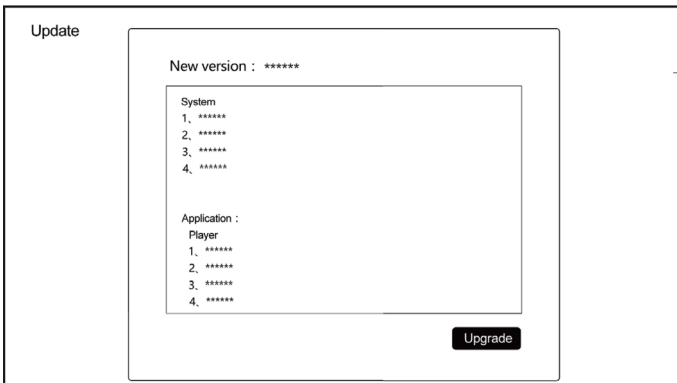 Update
New version： ******
System
1、******
2、******
3、******
4、******
Application：
Player
1、******
2、******
3、******
4、******
Upgrade